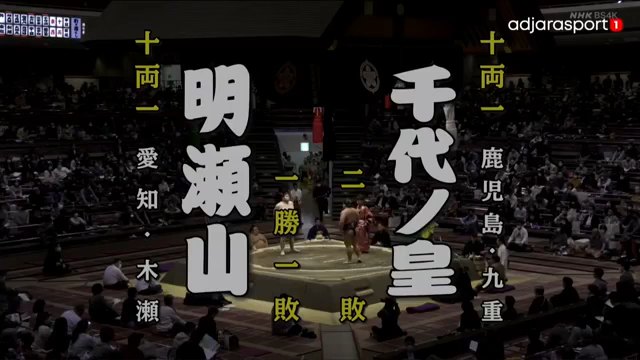 NHK BS4K
adjarasport 1
十両一 鹿児島・九重
千代ノ皇
二敗
一勝一敗
明瀬山
十両一 愛知・木瀬